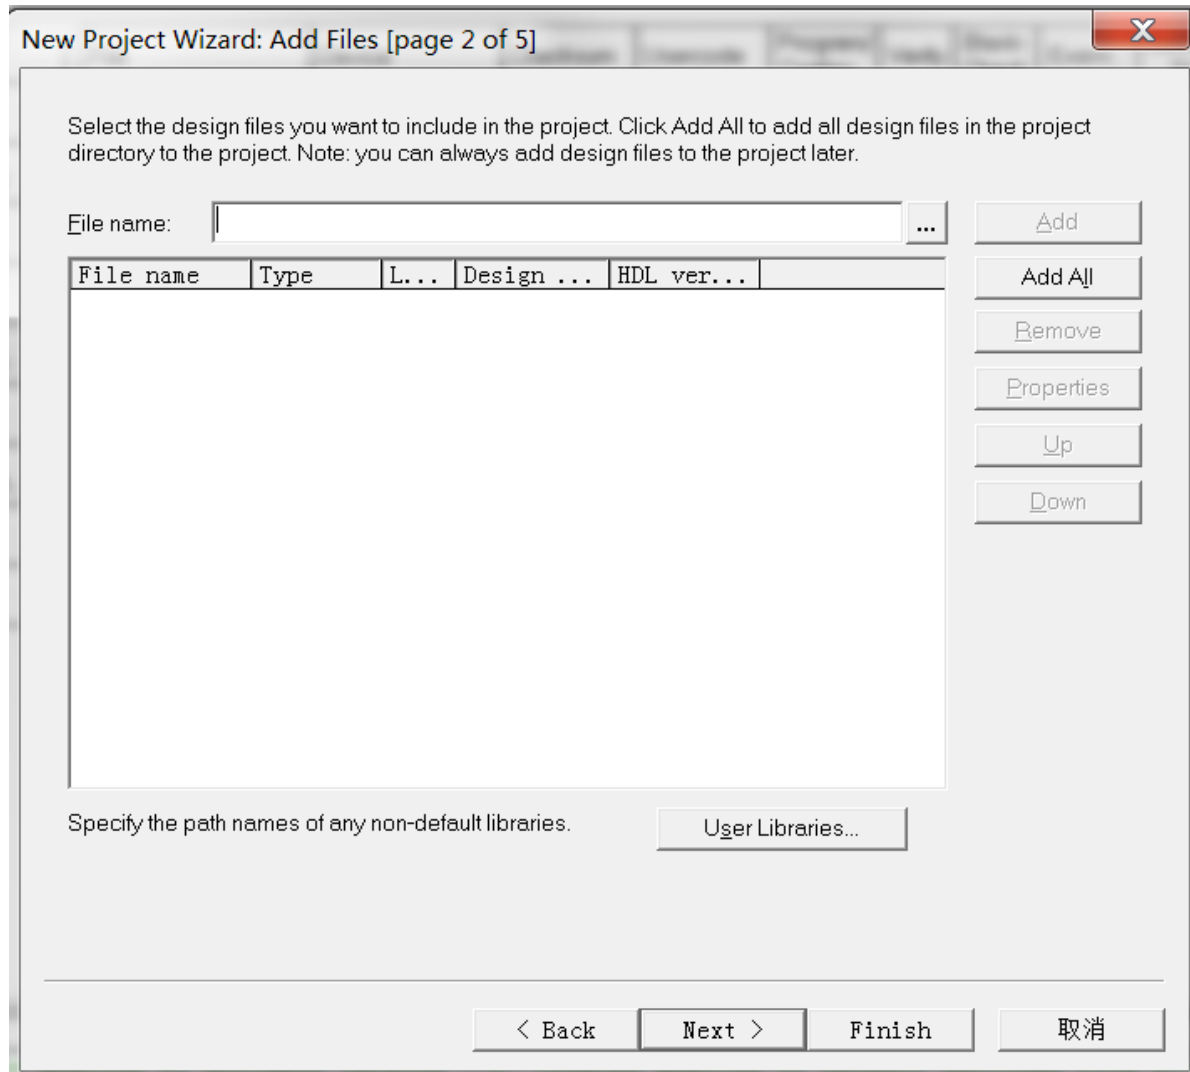 New Project Wizard: Add Files [page 2 of 5]
Select the design files you want to include in the project. Click Add All to add all design files in the project
directory to the project. Note: you can always add design files to the project later.
File name: ... Add
File name Type L... Design ... HDL ver...
Add All
Remove
Properties
Up
Down
Specify the path names of any non-default libraries. User Libraries...
< Back Next > Finish 取消